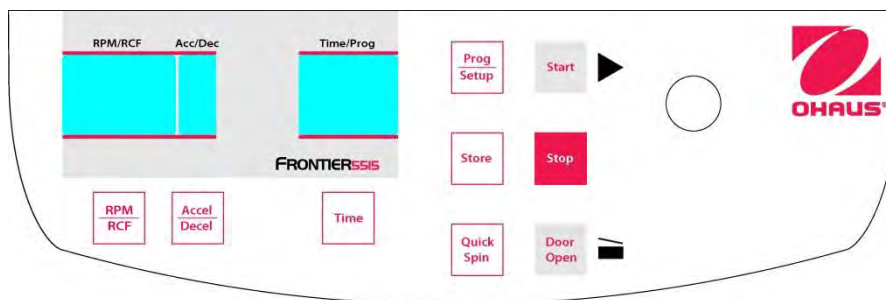 RPM/RCF Acc/Dec Time/Prog
FRONTIER5515
RPM
RCF
Accel
Decel
Time
Prog
Setup
Start
Store
Stop
Quick
Spin
Door
Open
OHAUS®